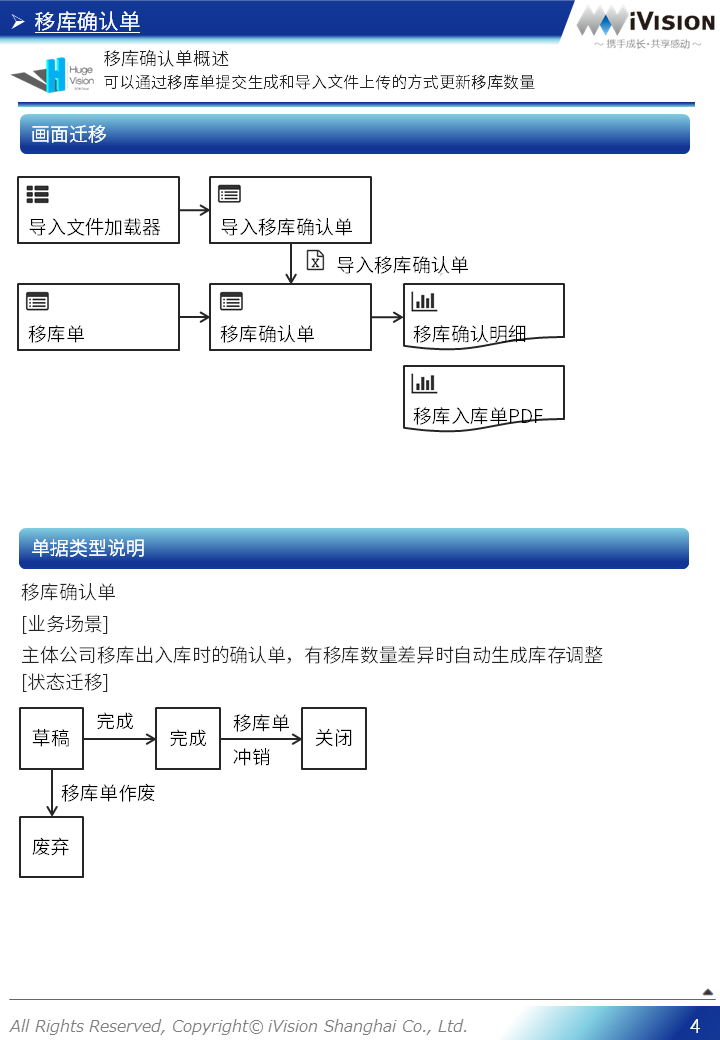 移库确认单
iVISION
～ 携手成长·共享感动 ～
Huge
Vision
移库确认单概述
可以通过移库单提交生成和导入文件上传的方式更新移库数量
画面迁移
导入文件加载器
导入移库确认单
导入移库确认单
移库单
移库确认单
移库确认明细
移库入库单PDF
单据类型说明
移库确认单
[业务场景]
主体公司移库出入库时的确认单，有移库数量差异时自动生成库存调整
[状态迁移]
草稿
完成
完成
移库单
冲销
关闭
移库单作废
废弃
All Rights Reserved, Copyright© iVision Shanghai Co., Ltd.
4